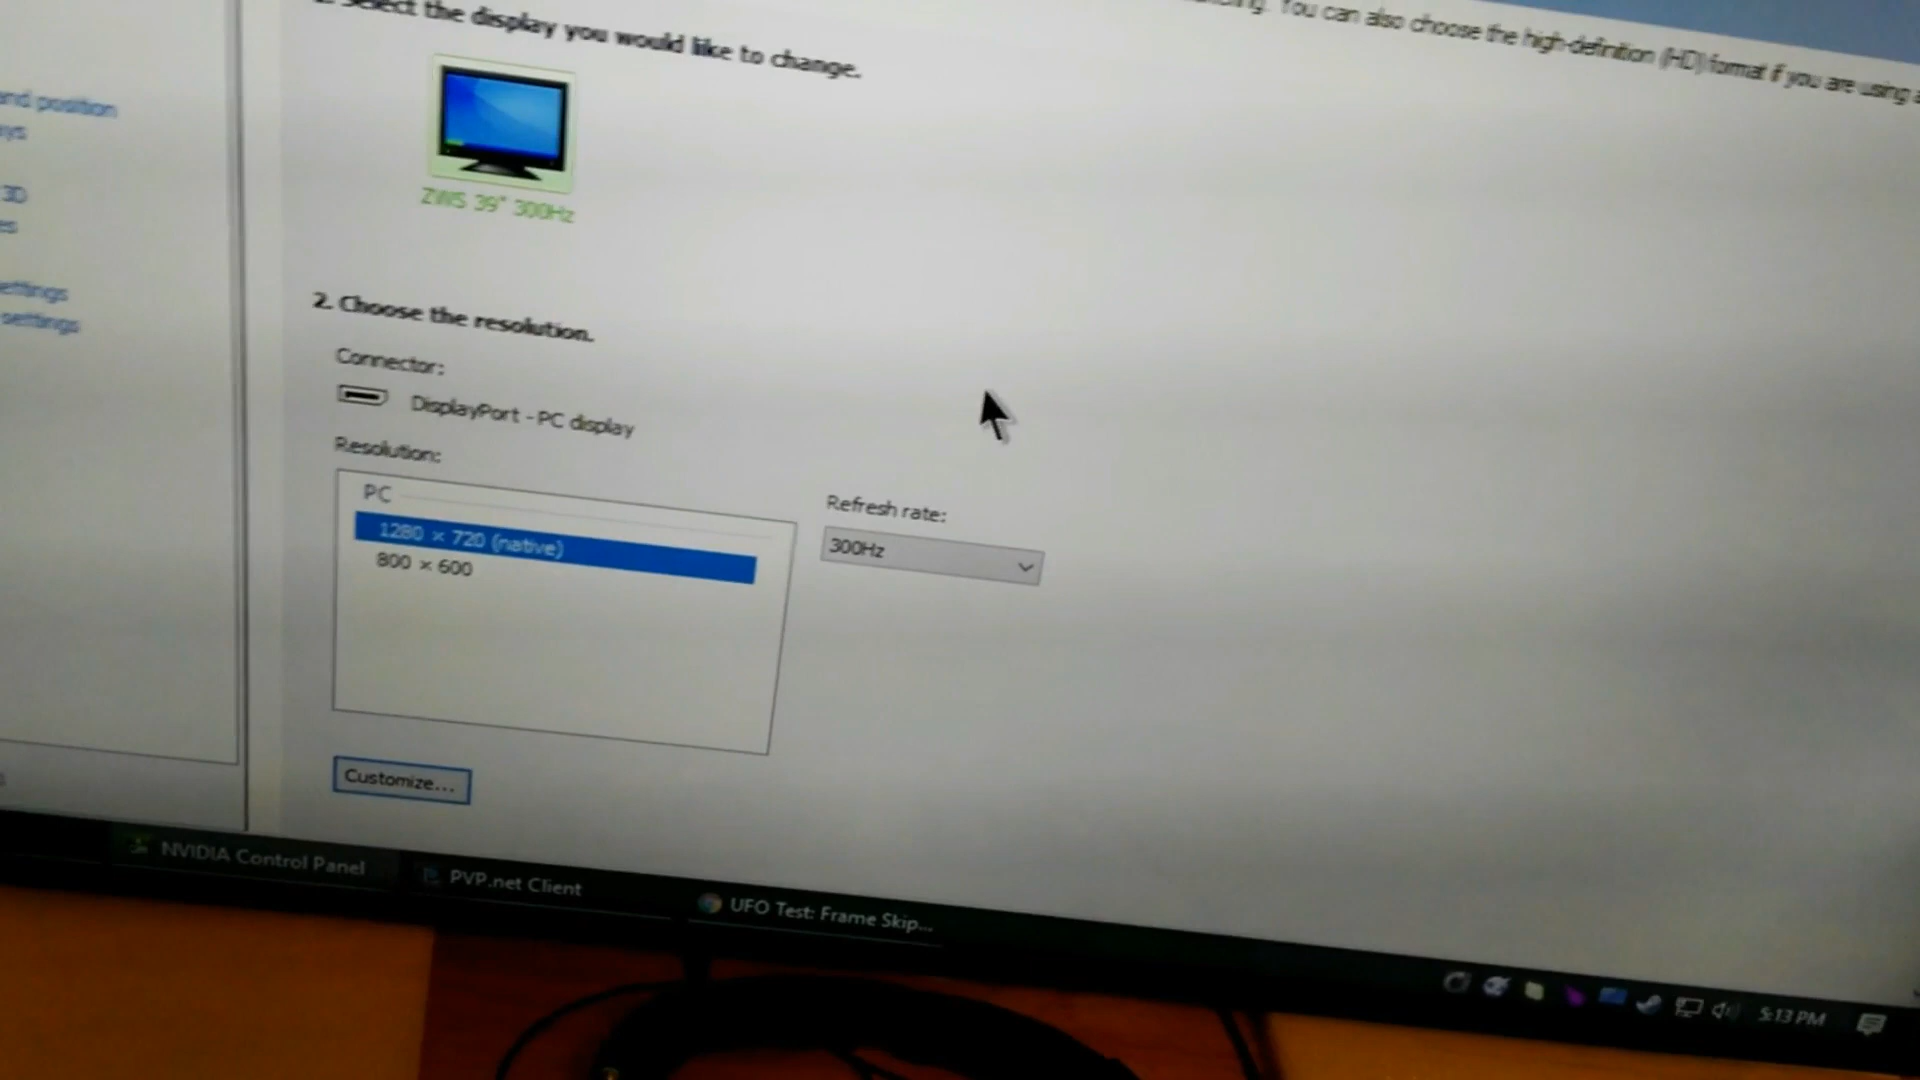 You can also choose the high-definition (HD) format if you are using a
Select the display you would like to change.
ZWS 39" 300Hz
and position
3D
settings
settings
2. Choose the resolution.
Connector:
DisplayPort - PC display
Resolution:
PC
1280 × 720 (native)
800 × 600
Refresh rate:
300Hz
Customize...
NVIDIA Control Panel
PVP.net Client
UFO Test: Frame Skip...
5:13 PM